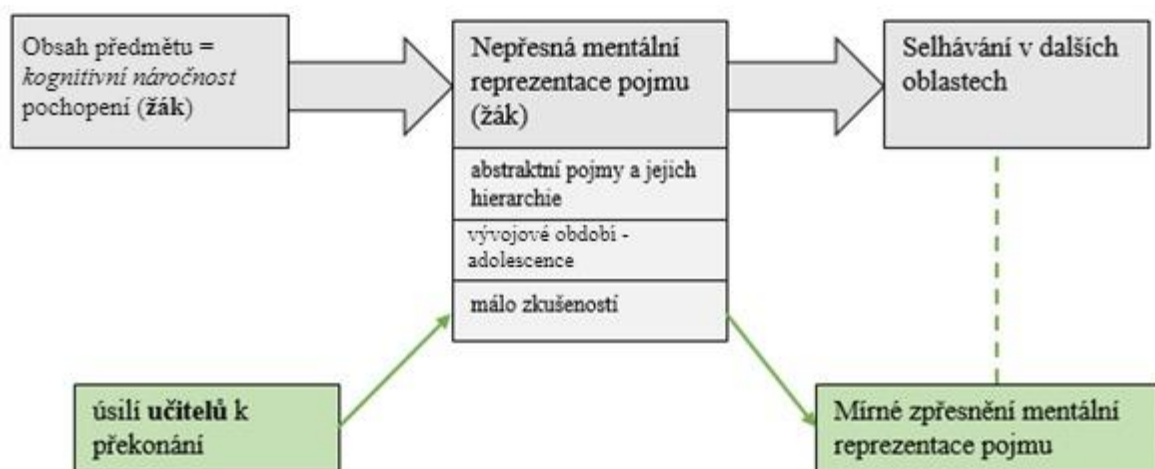 Obsah předmětu =
kognitivní náročnost
pochopení (žák)
Nepřesná mentální
reprezentace pojmu
(žák)
abstraktní pojmy a jejich
hierarchie
vývojové období -
adolescence
málo zkušeností
Selhávání v dalších
oblastech
úsilí učitelů k
překonání
Mírné zpřesnění mentální
reprezentace pojmu